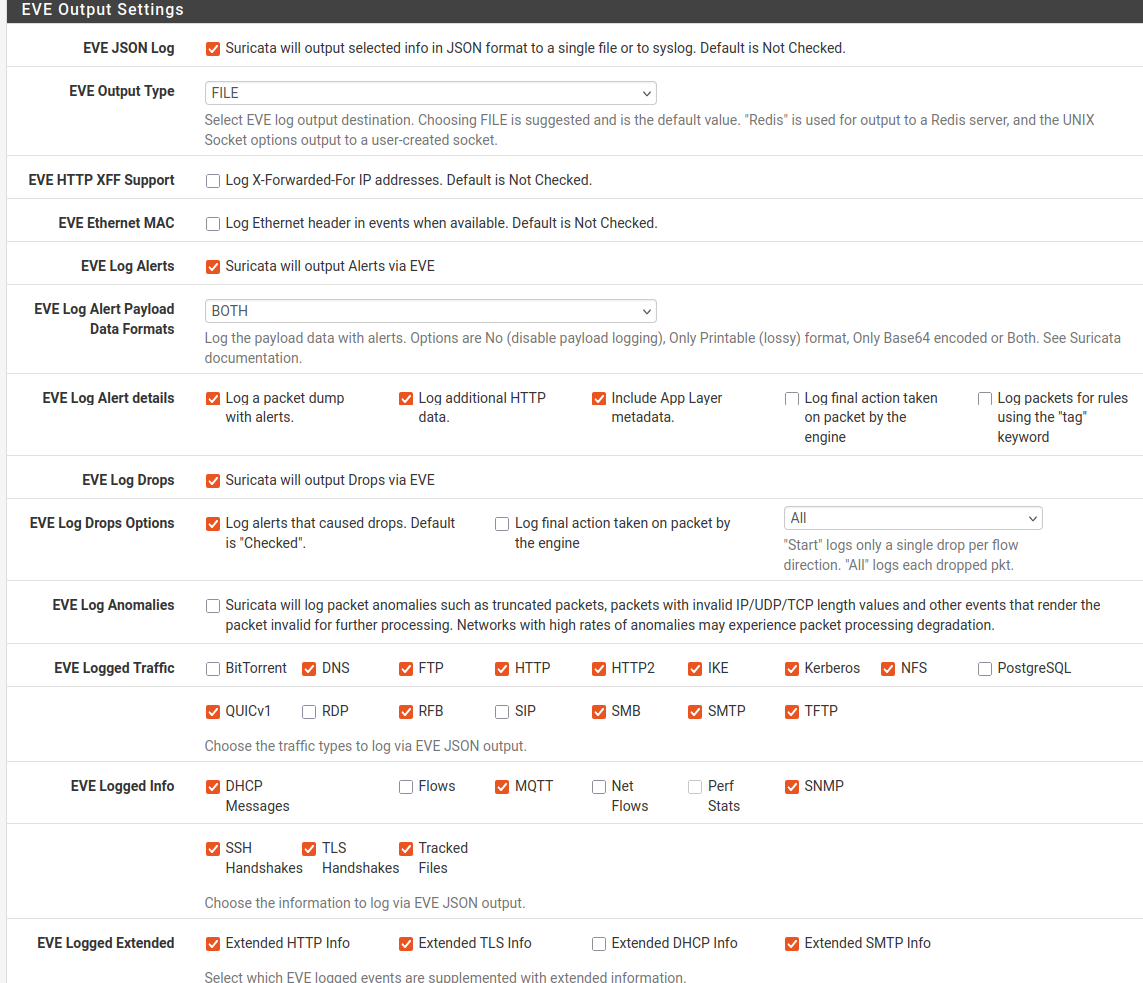 EVE Output Settings
EVE JSON Log
Suricata will output selected info in JSON format to a single file or to syslog. Default is Not Checked.
EVE Output Type
FILE
Select EVE log output destination. Choosing FILE is suggested and is the default value. "Redis" is used for output to a Redis server, and the UNIX
Socket options output to a user-created socket.
EVE HTTP XFF Support
Log X-Forwarded-For IP addresses. Default is Not Checked.
EVE Ethernet MAC
Log Ethernet header in events when available. Default is Not Checked.
EVE Log Alerts
Suricata will output Alerts via EVE
EVE Log Alert Payload
Data Formats
BOTH
Log the payload data with alerts. Options are No (disable payload logging), Only Printable (lossy) format, Only Base64 encoded or Both. See Suricata
documentation.
EVE Log Alert details
Log a packet dump
with alerts.
Log additional HTTP
data.
Include App Layer
metadata.
Log final action taken
on packet by the
engine
Log packets for rules
using the "tag"
keyword
EVE Log Drops
Suricata will output Drops via EVE
EVE Log Drops Options
Log alerts that caused drops. Default
is "Checked".
Log final action taken on packet by
the engine
All
"Start" logs only a single drop per flow
direction. "All" logs each dropped pkt.
EVE Log Anomalies
Suricata will log packet anomalies such as truncated packets, packets with invalid IP/UDP/TCP length values and other events that render the
packet invalid for further processing. Networks with high rates of anomalies may experience packet processing degradation.
EVE Logged Traffic
BitTorrent
DNS
FTP
HTTP
HTTP2
IKE
Kerberos
NFS
PostgreSQL
QUICv1
RDP
RFB
SIP
SMB
SMTP
TFTP
Choose the traffic types to log via EVE JSON output.
EVE Logged Info
DHCP
Messages
Flows
MQTT
Net
Flows
Perf
Stats
SNMP
SSH
Handshakes
TLS
Handshakes
Tracked
Files
Choose the information to log via EVE JSON output.
EVE Logged Extended
Extended HTTP Info
Extended TLS Info
Extended DHCP Info
Extended SMTP Info
Select which EVE logged events are supplemented with extended information.